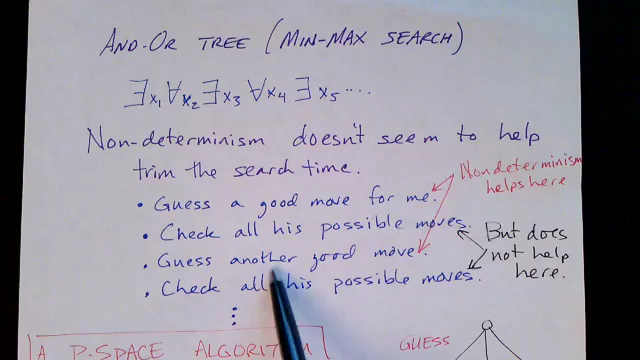 AND-OR TREE (MIN-MAX SEARCH)
∃x₁ ∀x₂ ∃x₃ ∀x₄ ∃x₅ ....
Non-determinism doesn't seem to help
trim the search time.
• Guess a good move for me.
• Check all his possible moves.
• Guess another good move.
• Check all his possible moves.
⋮
Nondeterminism
helps here
But does
not help
here.
A P-SPACE ALGORITHM
GUESS